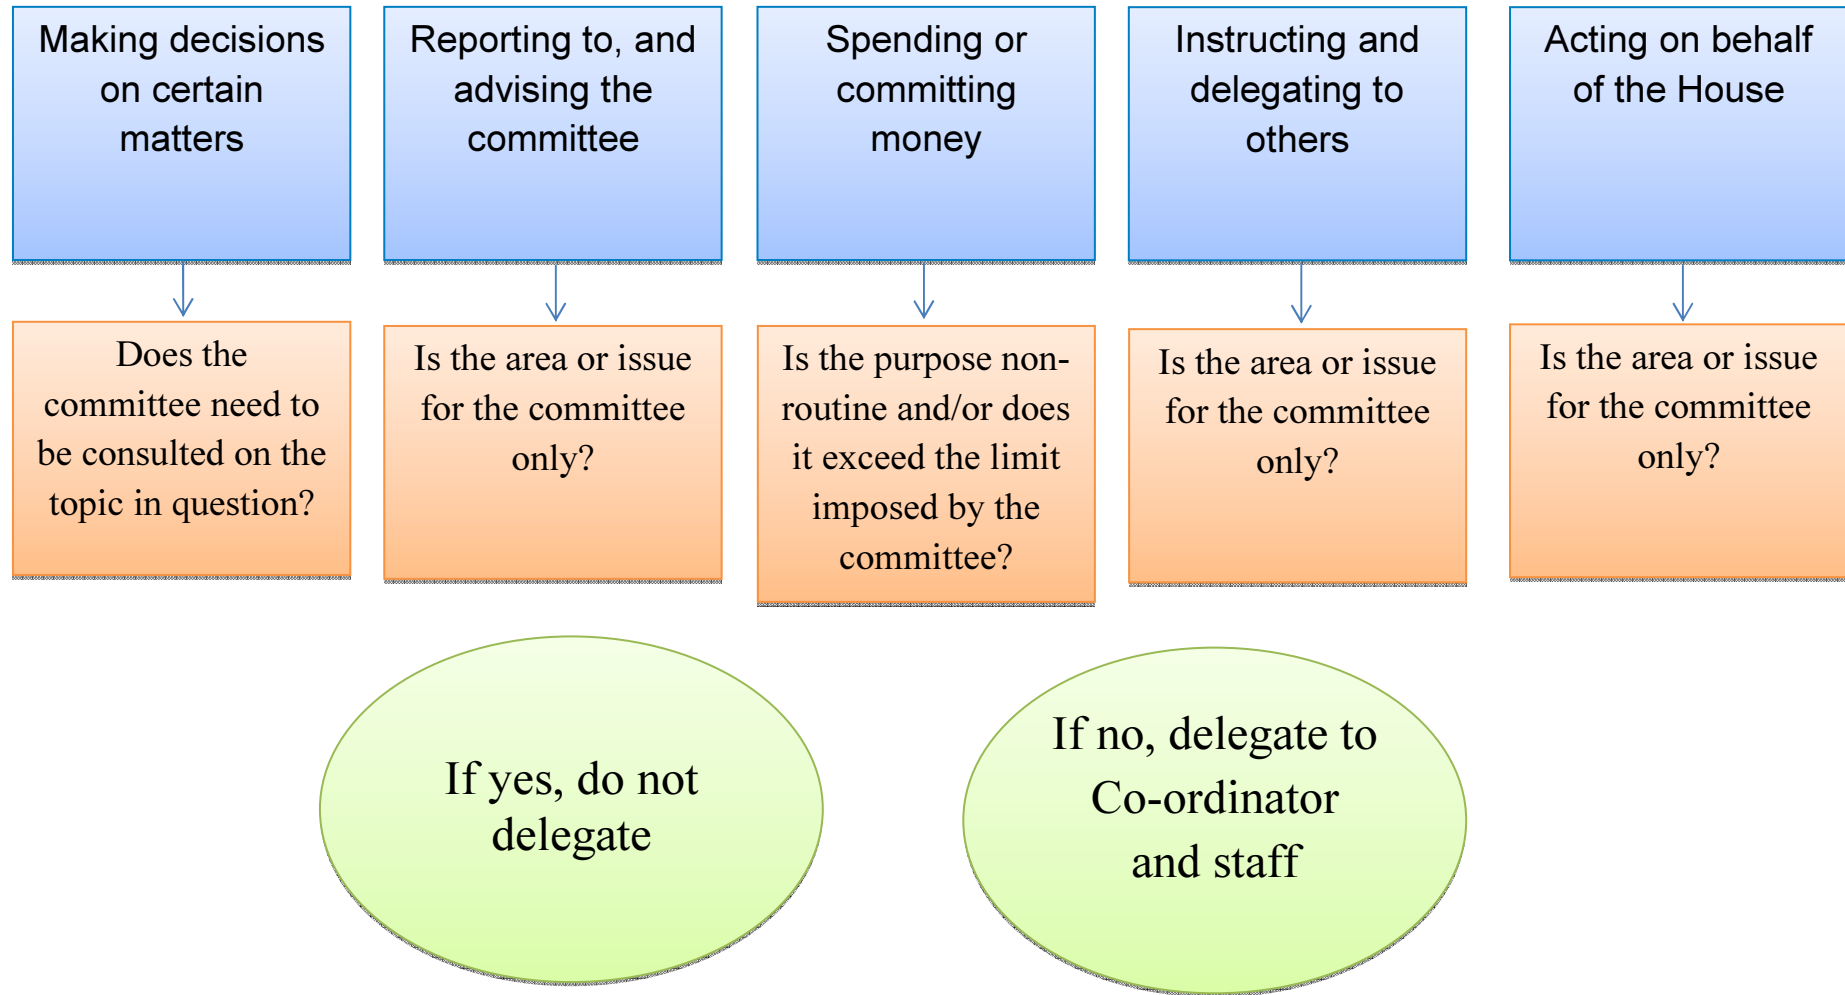 Making decisions
on certain
matters
Reporting to, and
advising the
committee
Spending or
committing
money
Instructing and
delegating to
others
Acting on behalf
of the House
Does the
committee need to
be consulted on the
topic in question?
Is the area or issue
for the committee
only?
Is the purpose non-
routine and/or does
it exceed the limit
imposed by the
committee?
Is the area or issue
for the committee
only?
Is the area or issue
for the committee
only?
If yes, do not
delegate
If no, delegate to
Co-ordinator
and staff